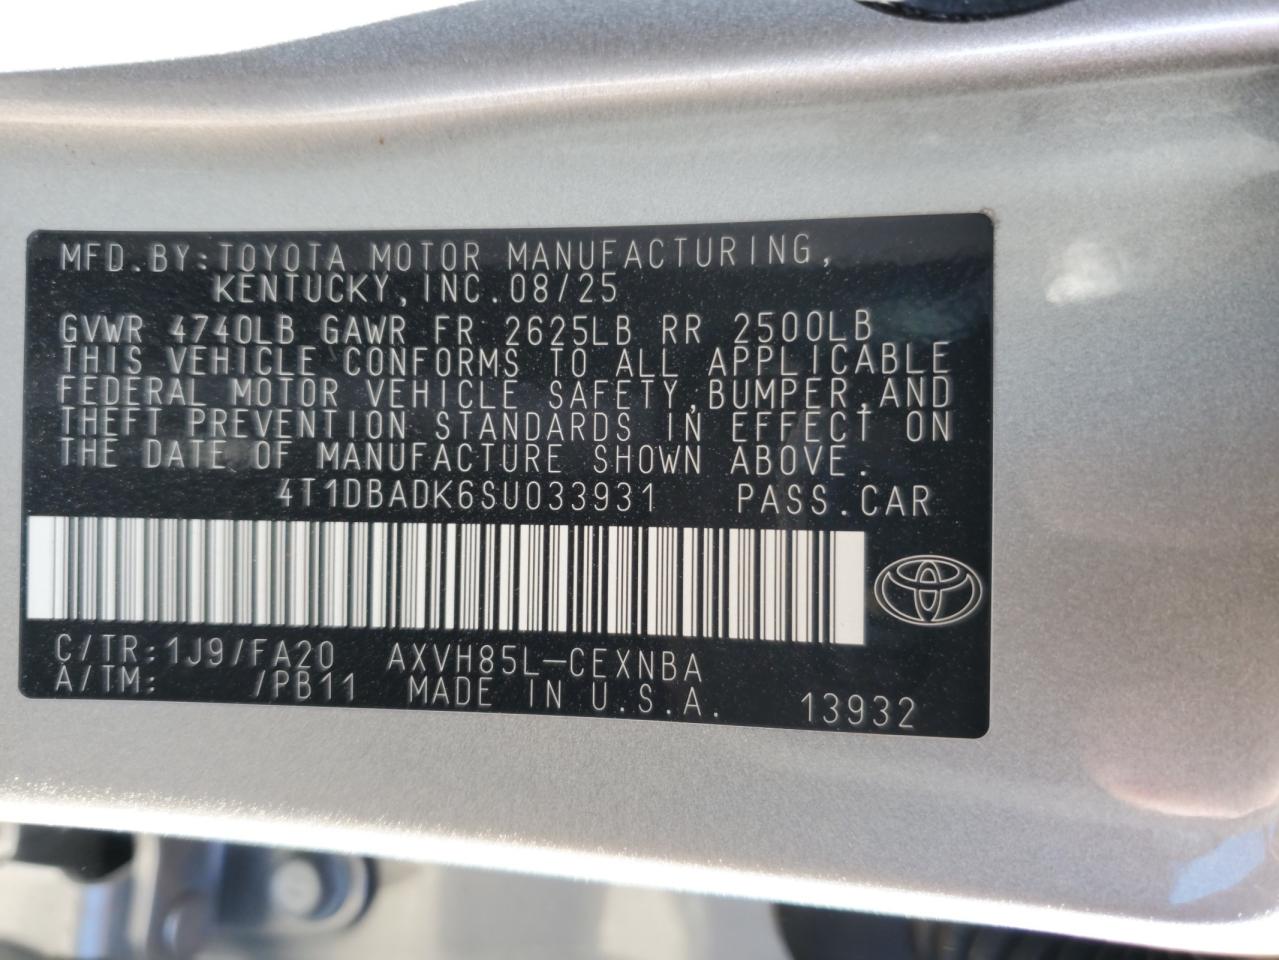 MFD.BY:TOYOTA MOTOR MANUFACTURING,
KENTUCKY,INC.08/25
GVWR 4740LB GAWR FR 2625LB RR 2500LB
THIS VEHICLE CONFORMS TO ALL APPLICABLE
FEDERAL MOTOR VEHICLE SAFETY,BUMPER,AND
THEFT PREVENTION STANDARDS IN EFFECT ON
THE DATE OF MANUFACTURE SHOWN ABOVE.
4T1DBADK6SU033931 PASS.CAR
C/TR:1J9/FA20 AXVH85L-CEXNBA
A/TM: /PB11 MADE IN U.S.A. 13932